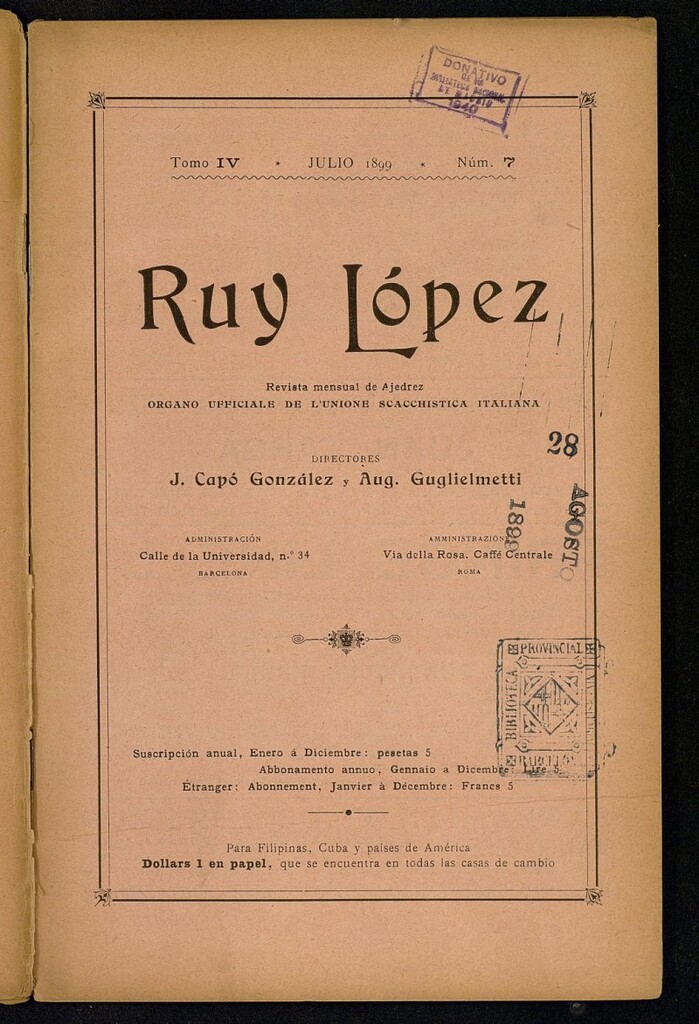 DONATIVO
1940
Tomo IV * JULIO 1899 * Núm. 7
Ruy López
Revista mensual de Ajedrez
ORGANO UFFICIALE DE L'UNIONE SCACCHISTICA ITALIANA
28 AGOSTO 1899
DIRECTORES
J. Capó González y Aug. Guglielmetti
ADMINISTRACIÓN
Calle de la Universidad, n.º 34
BARCELONA
AMMINISTRAZIONE
Via della Rosa. Caffé Centrale
ROMA
BIBLIOTECA
PROVINCIAL
BARCELONA
Suscripción anual, Enero á Diciembre: pesetas 5
Abbonamento annuo, Gennaio a Dicembre: Lire 5
Étranger: Abonnement, Janvier à Décembre: Francs 5
Para Filipinas, Cuba y países de América
Dollars 1 en papel, que se encuentra en todas las casas de cambio